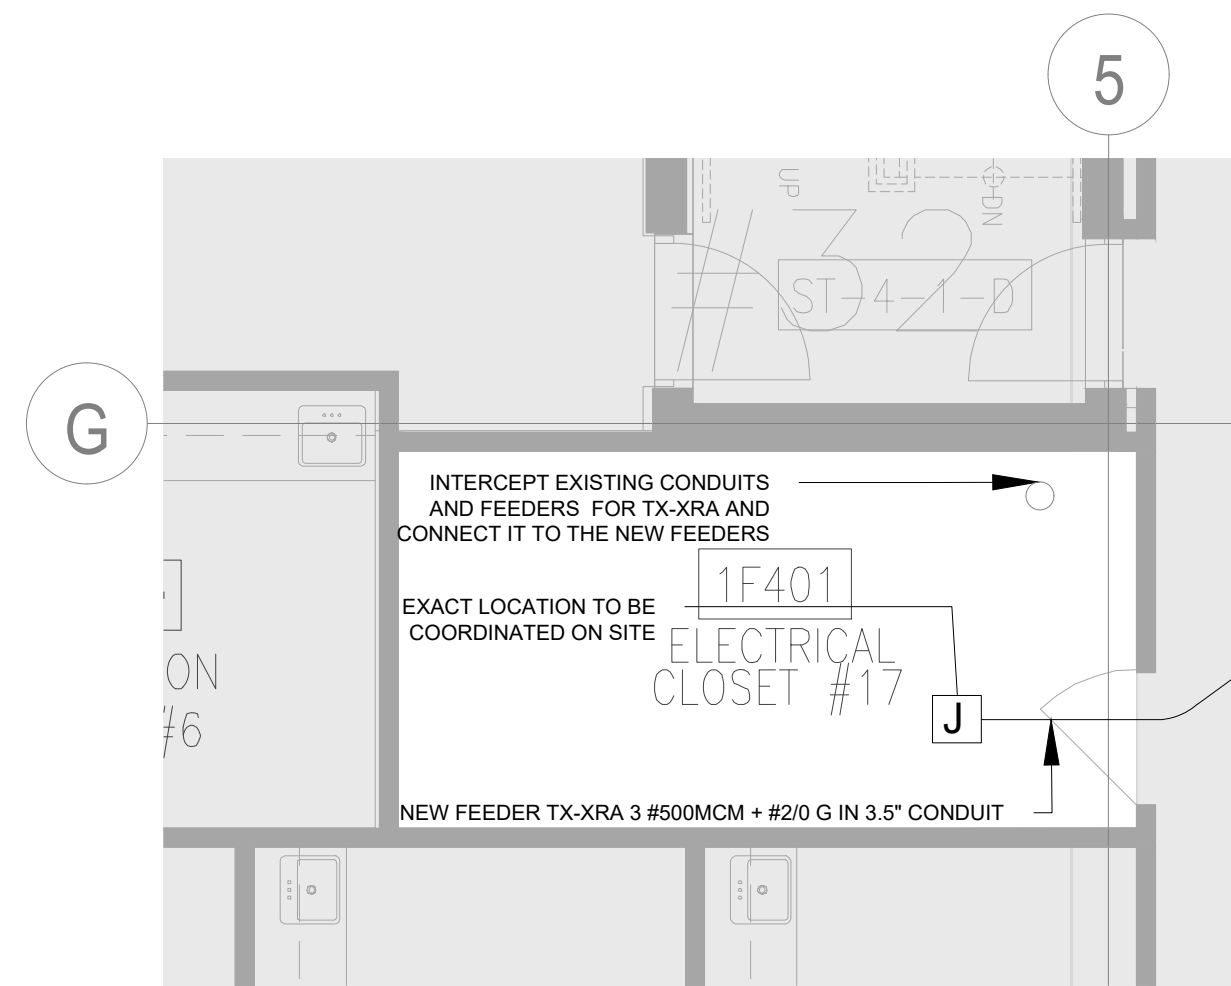 5
UP
DN
#32
ST-4-1-D
G
INTERCEPT EXISTING CONDUITS
AND FEEDERS FOR TX-XRA AND
CONNECT IT TO THE NEW FEEDERS
1F401
EXACT LOCATION TO BE
COORDINATED ON SITE
ELECTRICAL
CLOSET #17
ON
#6
J
NEW FEEDER TX-XRA 3 #500MCM + #2/0 G IN 3.5" CONDUIT